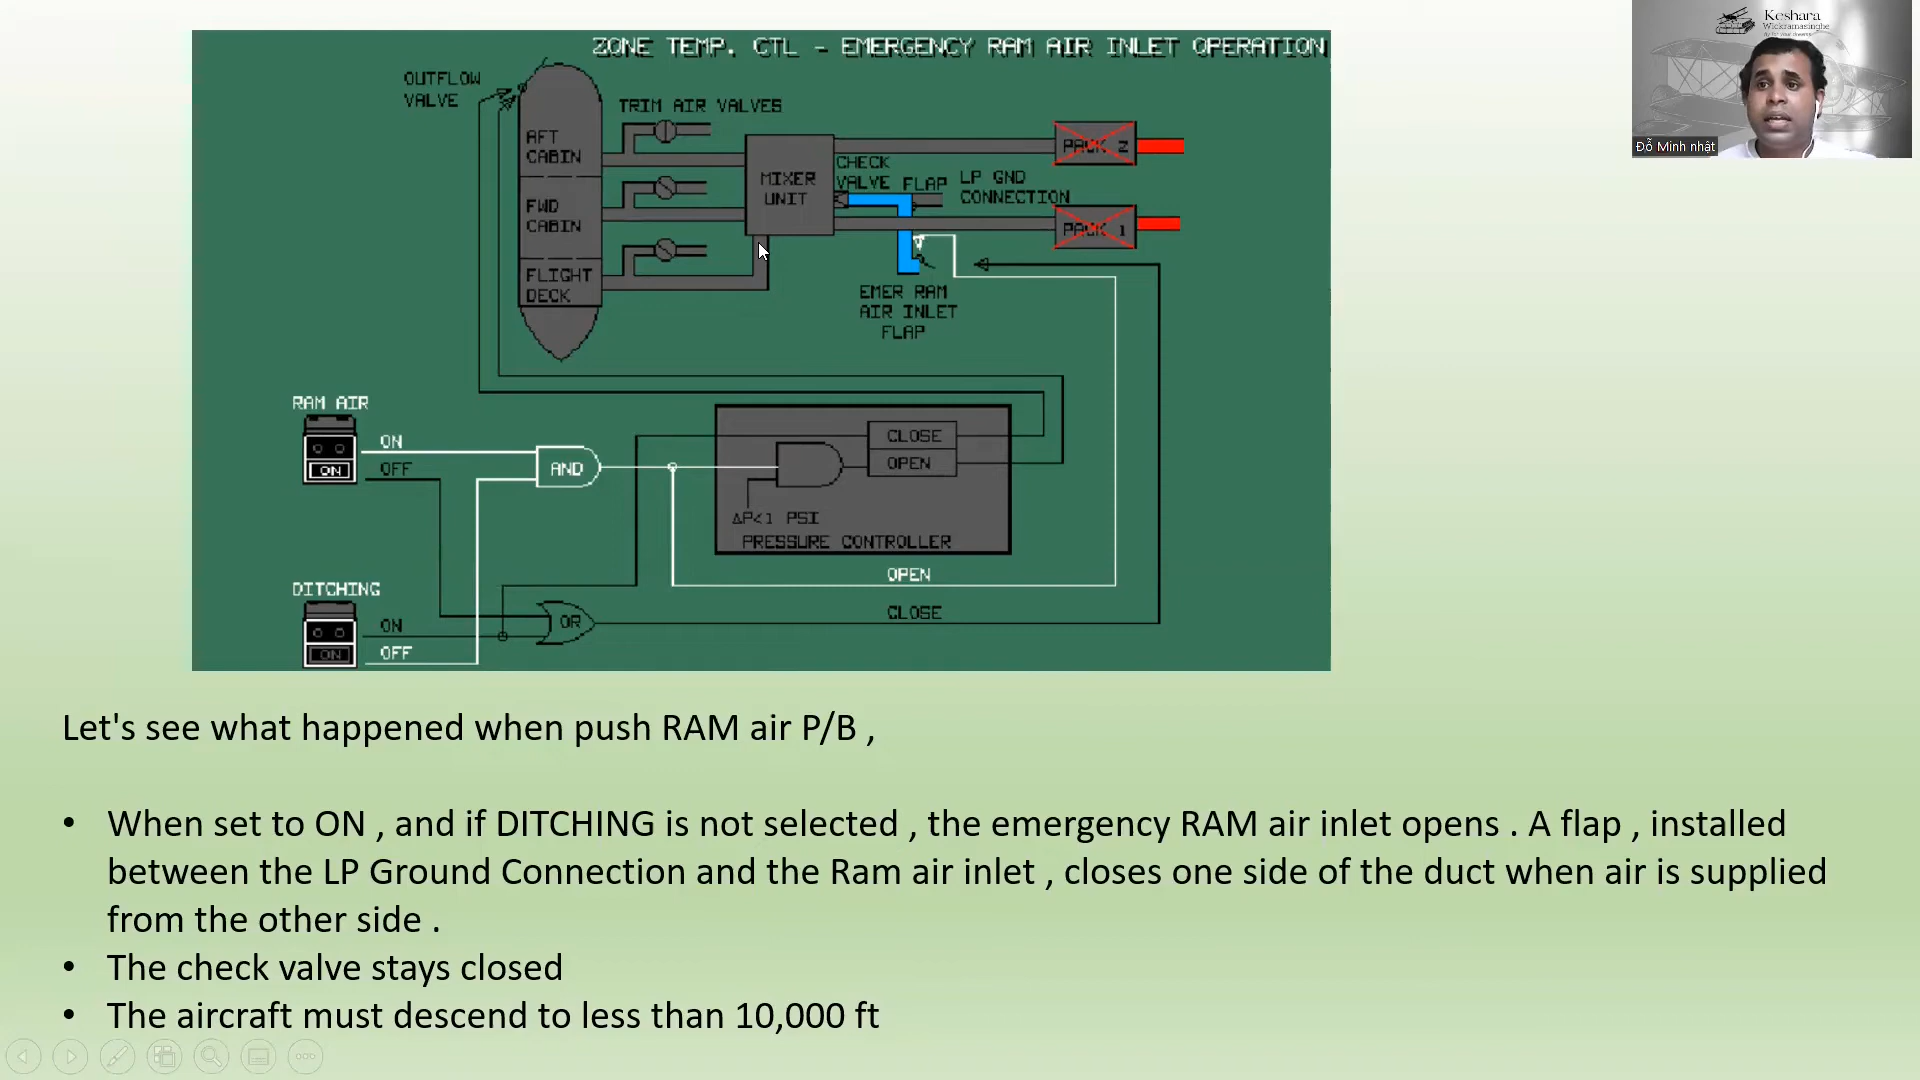 Keshara
Wickramasinghe
Đỗ Minh nhật
ZONE TEMP. CTL - EMERGENCY RAM AIR INLET OPERATION
OUTFLOW
VALVE
TRIM AIR VALVES
AFT
CABIN
FWD
CABIN
FLIGHT
DECK
MIXER
UNIT
CHECK
VALVE
FLAP
LP GND
CONNECTION
PACK 2
PACK 1
EMER RAM
AIR INLET
FLAP
RAM AIR
ON
OFF
ON
AND
CLOSE
OPEN
ΔP<1 PSI
PRESSURE CONTROLLER
OPEN
DITCHING
ON
OFF
ON
OR
CLOSE
Let's see what happened when push RAM air P/B ,
• When set to ON , and if DITCHING is not selected , the emergency RAM air inlet opens . A flap , installed
between the LP Ground Connection and the Ram air inlet , closes one side of the duct when air is supplied
from the other side .
• The check valve stays closed
• The aircraft must descend to less than 10,000 ft